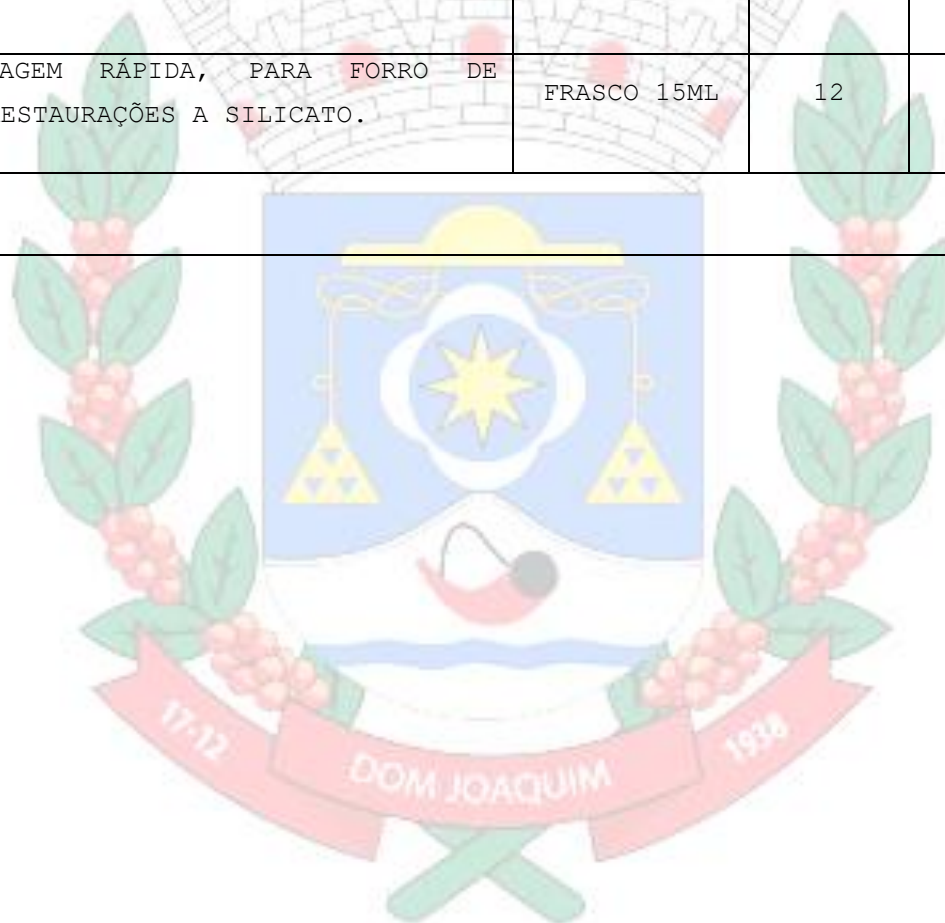 AGEM RÁPIDA, PARA FORRO DE
ESTAURAÇÕES A SILICATO.
FRASCO 15ML
12
17-12
DOM JOAQUIM
1938